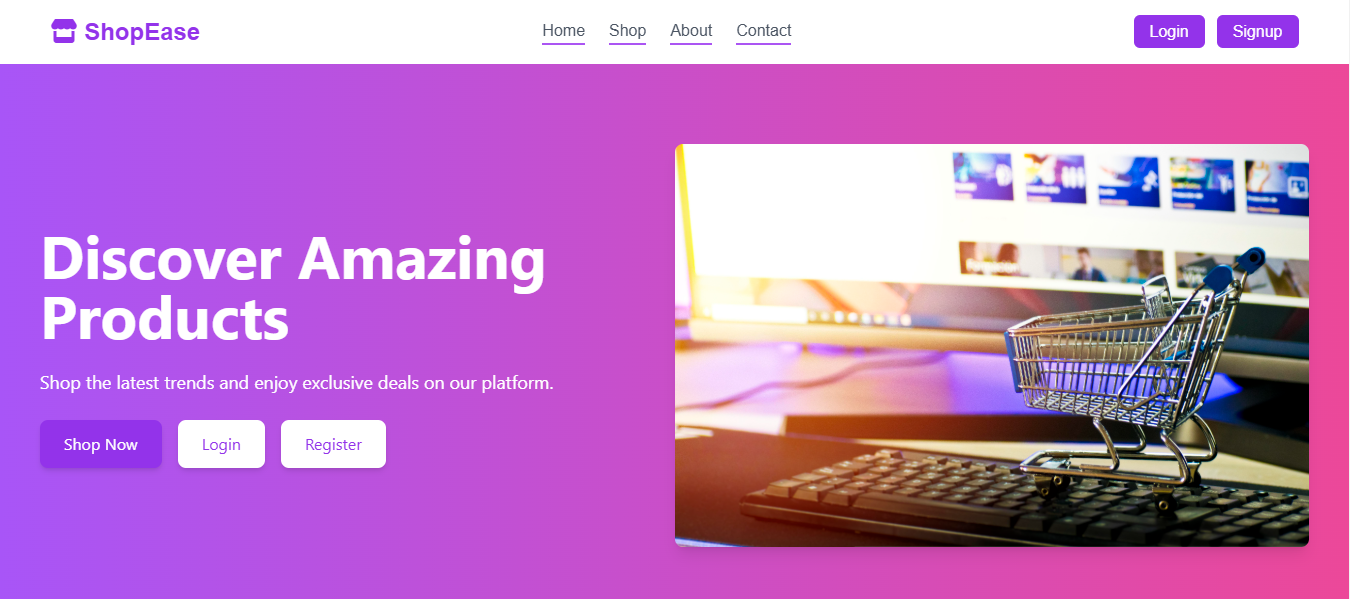 ShopEase
Home Shop About Contact
Login Signup
Discover Amazing
Products
Shop the latest trends and enjoy exclusive deals on our platform.
Shop Now Login Register